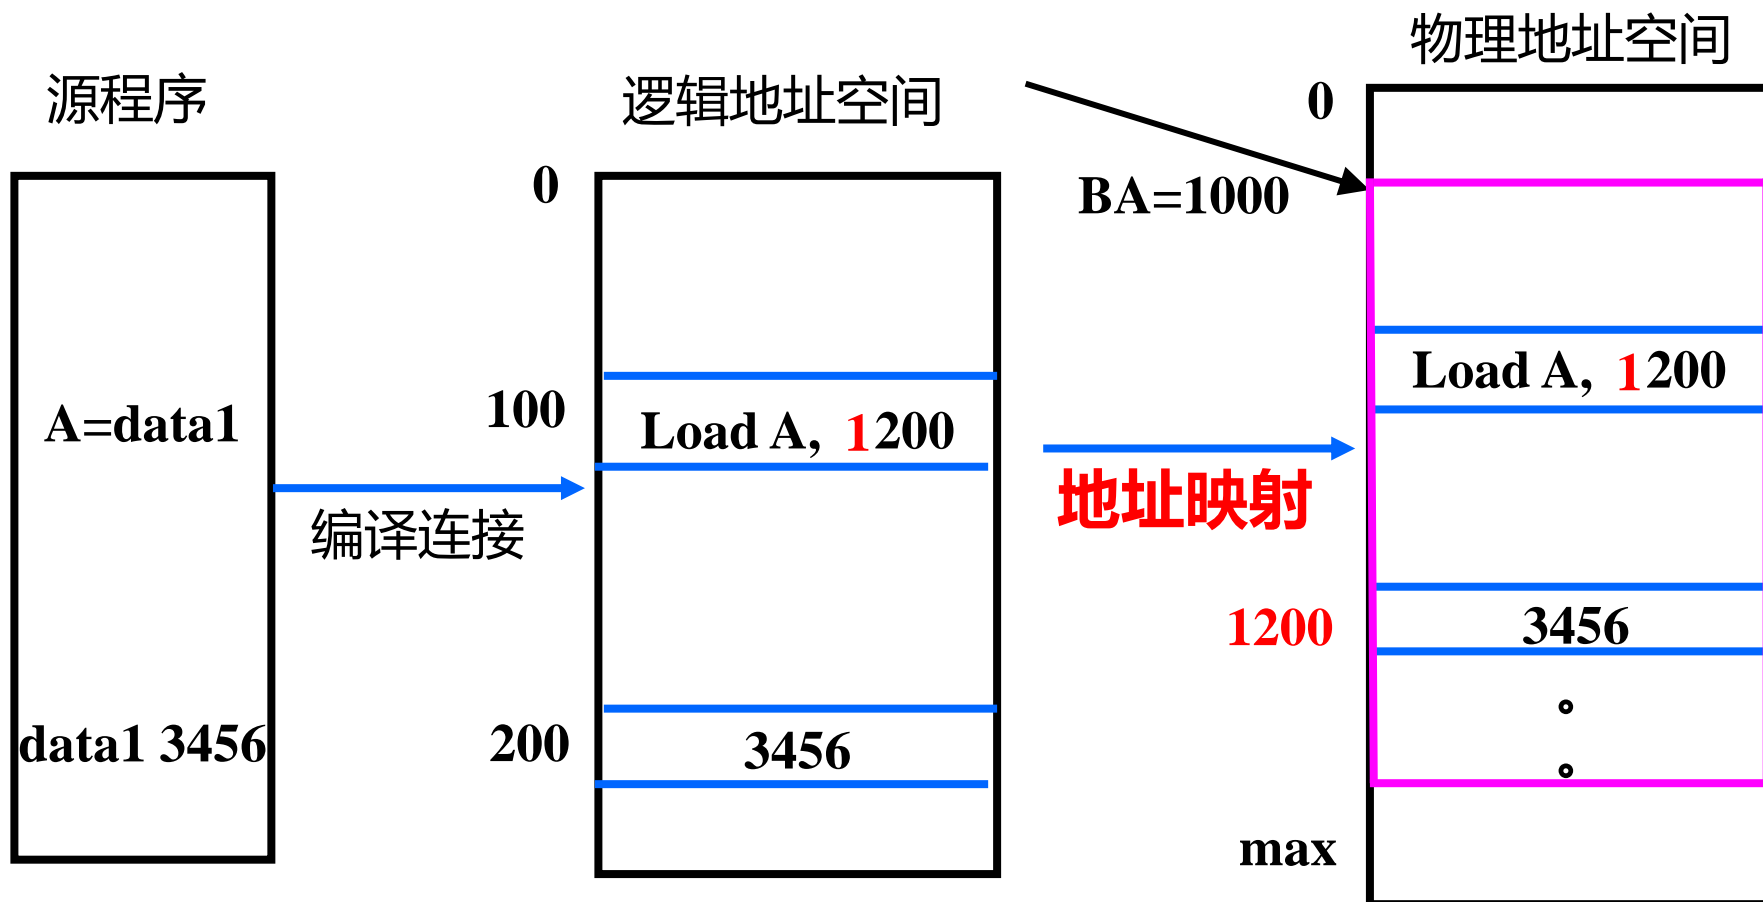 源程序
A=data1
data1 3456
编译连接
逻辑地址空间
0
100
Load A, 1200
200
3456
BA=1000
地址映射
物理地址空间
0
Load A, 1200
1200
3456
max